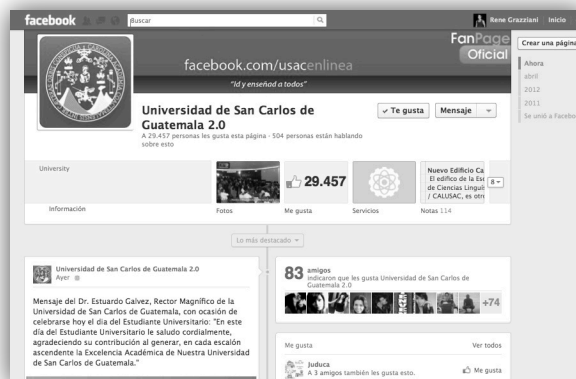 facebook
Buscar
Rene Grazziani
Inicio
FanPage
Oficial
facebook.com/usacenlinea
"Id y enseñad a todos"
Crear una página
Ahora
abril
2012
2011
Se unió a Facebo
Universidad de San Carlos de
Guatemala 2.0
A 29.457 personas les gusta esta página · 504 personas están hablando
sobre esto
Te gusta
Mensaje
University
Información
Fotos
29.457
Me gusta
Servicios
Nuevo Edificio Ca
El edifico de la Esc
de Ciencias Linguís
/ CALUSAC, es otro
8
Notas 114
Lo más destacado
Universidad de San Carlos de Guatemala 2.0
Ayer
Mensaje del Dr. Estuardo Galvez, Rector Magnífico de la
Universidad de San Carlos de Guatemala, con ocasión de
celebrarse hoy el dia del Estudiante Universitario: "En este
día del Estudiante Universitario le saludo cordialmente,
agradeciendo su contribución al generar, en cada escalón
ascendente la Excelencia Académica de Nuestra Universidad
de San Carlos de Guatemala."
83 amigos
indicaron que les gusta Universidad de San Carlos de
Guatemala 2.0
+74
Me gusta
Ver todos
Juduca
A 3 amigos también les gusta esto.
Me gusta